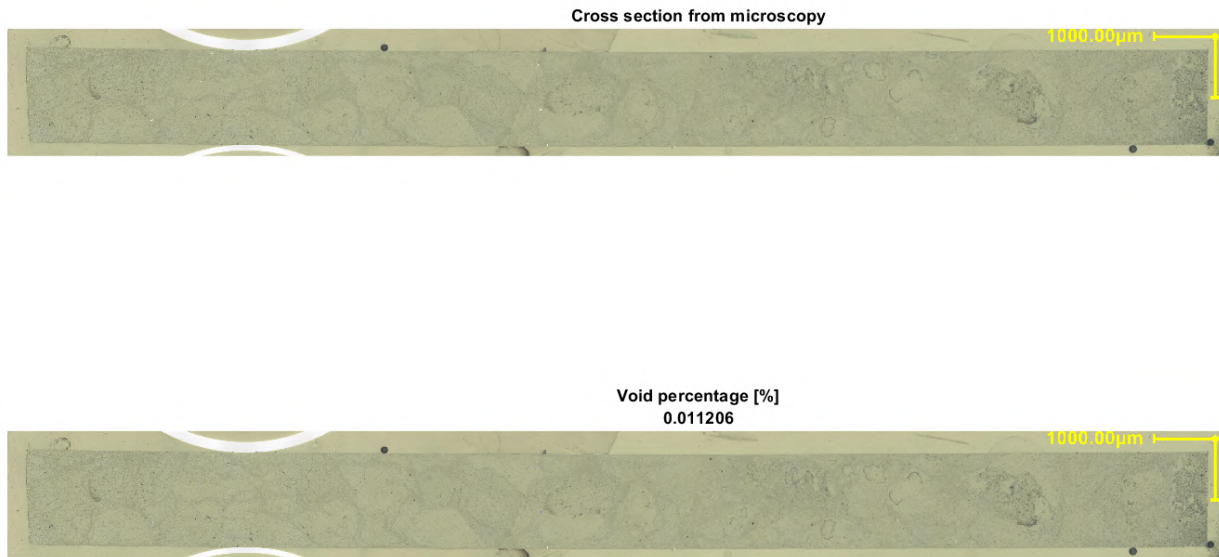 Cross section from microscopy
1000.00µm
Void percentage [%]
0.011206
1000.00µm